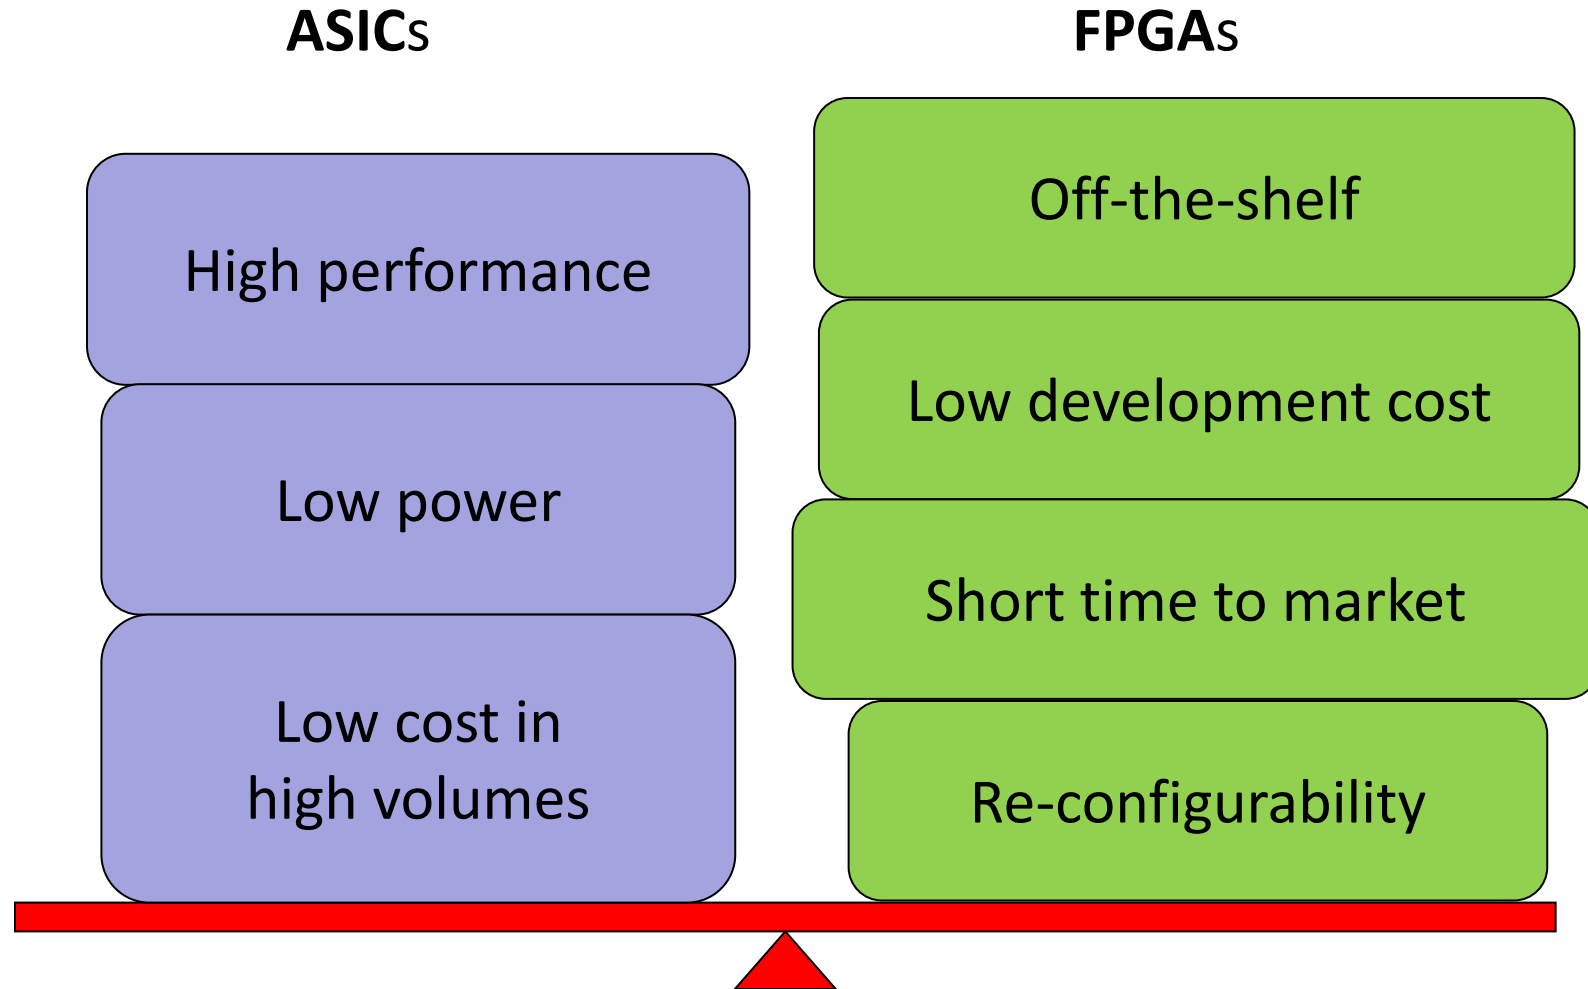 ASICs
FPGAs
High performance
Low power
Low cost in
high volumes
Off-the-shelf
Low development cost
Short time to market
Re-configurability